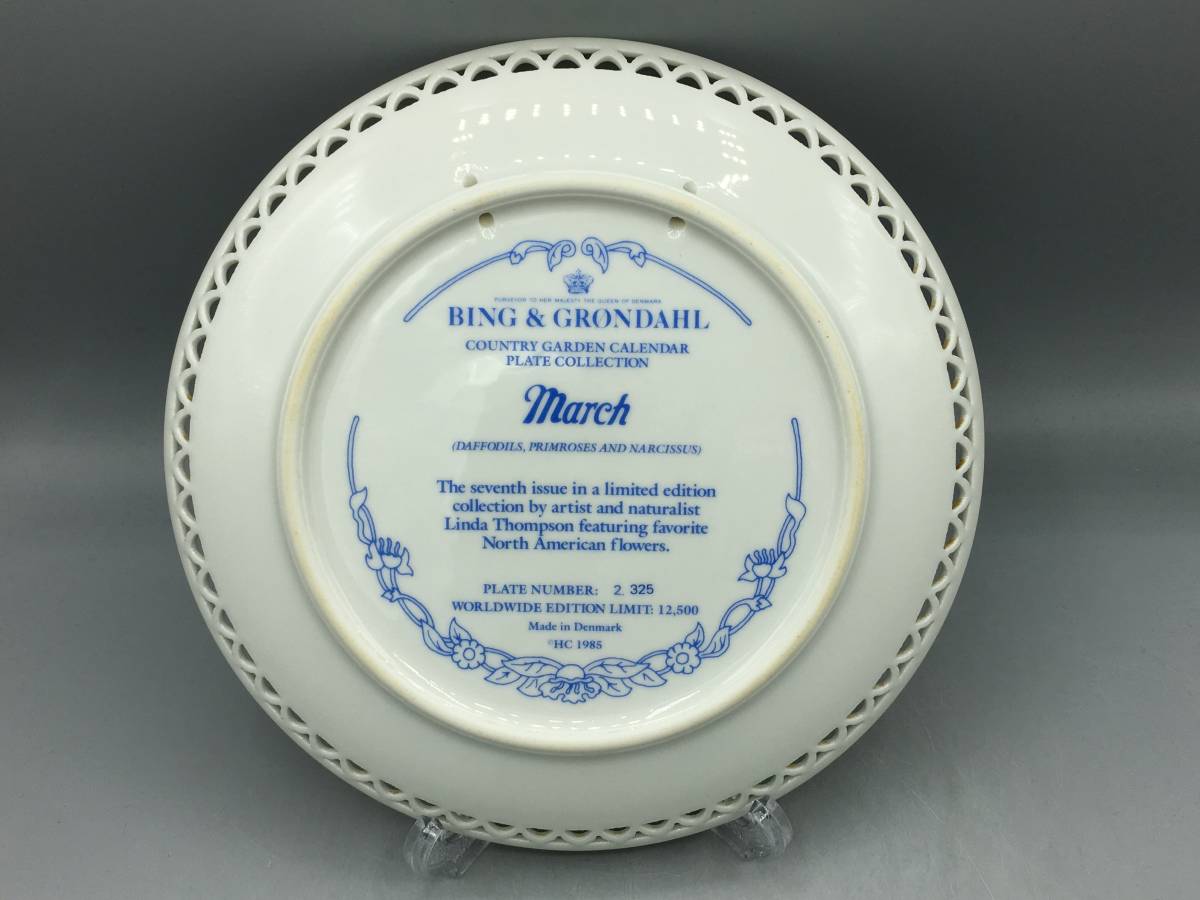 PURVEYOR TO HER MAJESTY THE QUEEN OF DENMARK
BING & GRØNDAHL
COUNTRY GARDEN CALENDAR
PLATE COLLECTION
March
(DAFFODILS, PRIMROSES AND NARCISSUS)
The seventh issue in a limited edition
collection by artist and naturalist
Linda Thompson featuring favorite
North American flowers.
PLATE NUMBER: 2.325
WORLDWIDE EDITION LIMIT: 12,500
Made in Denmark
©HC 1985